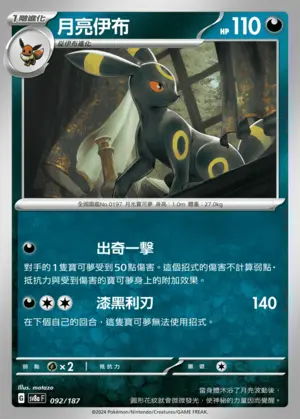 1階進化
月亮伊布
HP 110
從伊布進化
全國圖鑑No.0197 月光寶可夢 身高：1.0m 體重：27.0kg
出奇一擊
對手的1隻寶可夢受到50點傷害。這個招式的傷害不計算弱點、
抵抗力與受到傷害的寶可夢身上的附加效果。
漆黑利刃 140
在下個自己的回合，這隻寶可夢無法使用招式。
弱點 ×2 抵抗力 撤退
Illus. matazo
G sv8a F 092/187
當身體沐浴了月亮波動後，
圓形花紋就會微微發光，使神秘的力量因而覺醒。
©2024 Pokémon/Nintendo/Creatures/GAME FREAK.